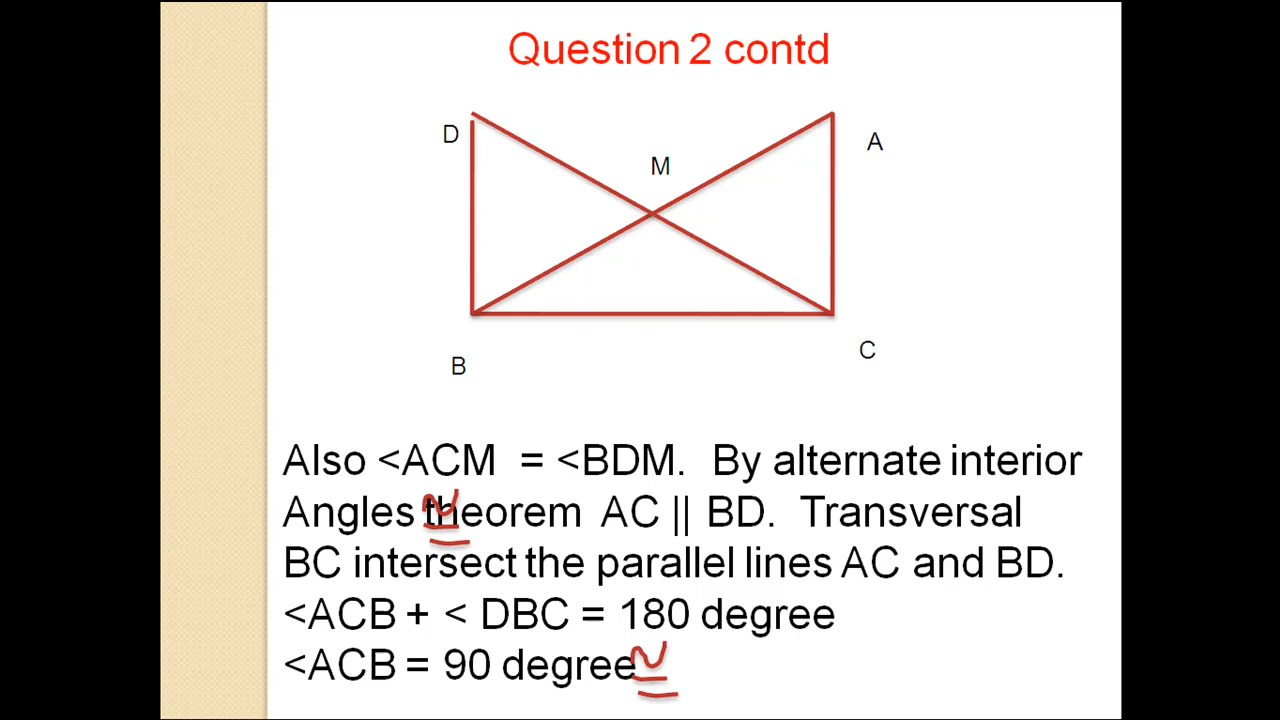 Question 2 contd
D
A
M
B
C
Also <ACM = <BDM. By alternate interior
Angles theorem AC || BD. Transversal
BC intersect the parallel lines AC and BD.
<ACB + < DBC = 180 degree
<ACB = 90 degree
≅
≅